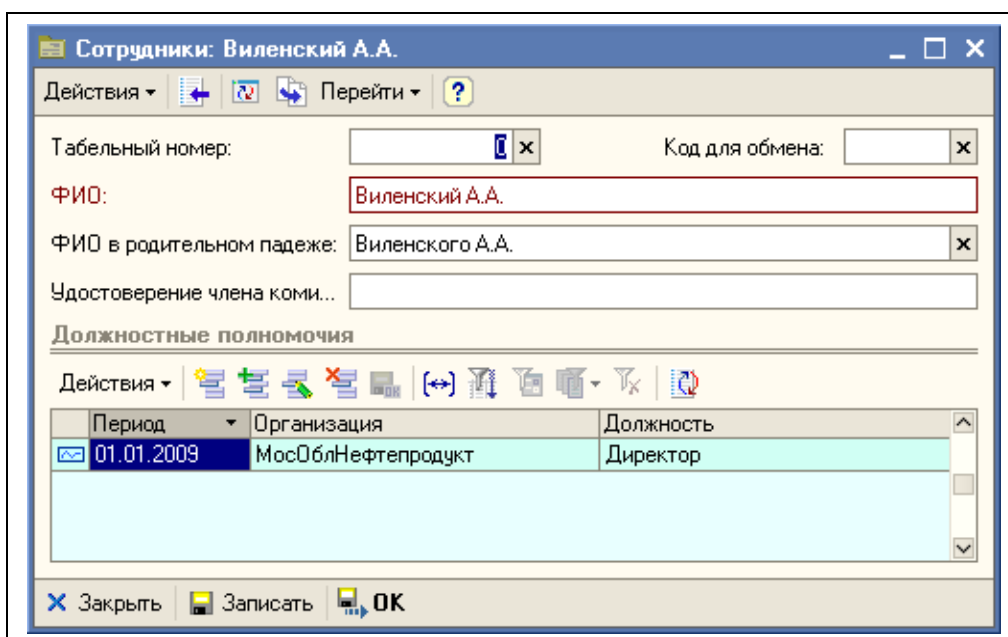 Сотрудники: Виленский А.А.
Действия Перейти ?
Табельный номер: 0 Код для обмена:
ФИО: Виленский А.А.
ФИО в родительном падеже: Виленского А.А.
Удостоверение члена коми...
Должностные полномочия
Действия
Период Организация Должность
01.01.2009 МосОблНефтепродукт Директор
Закрыть Записать OK